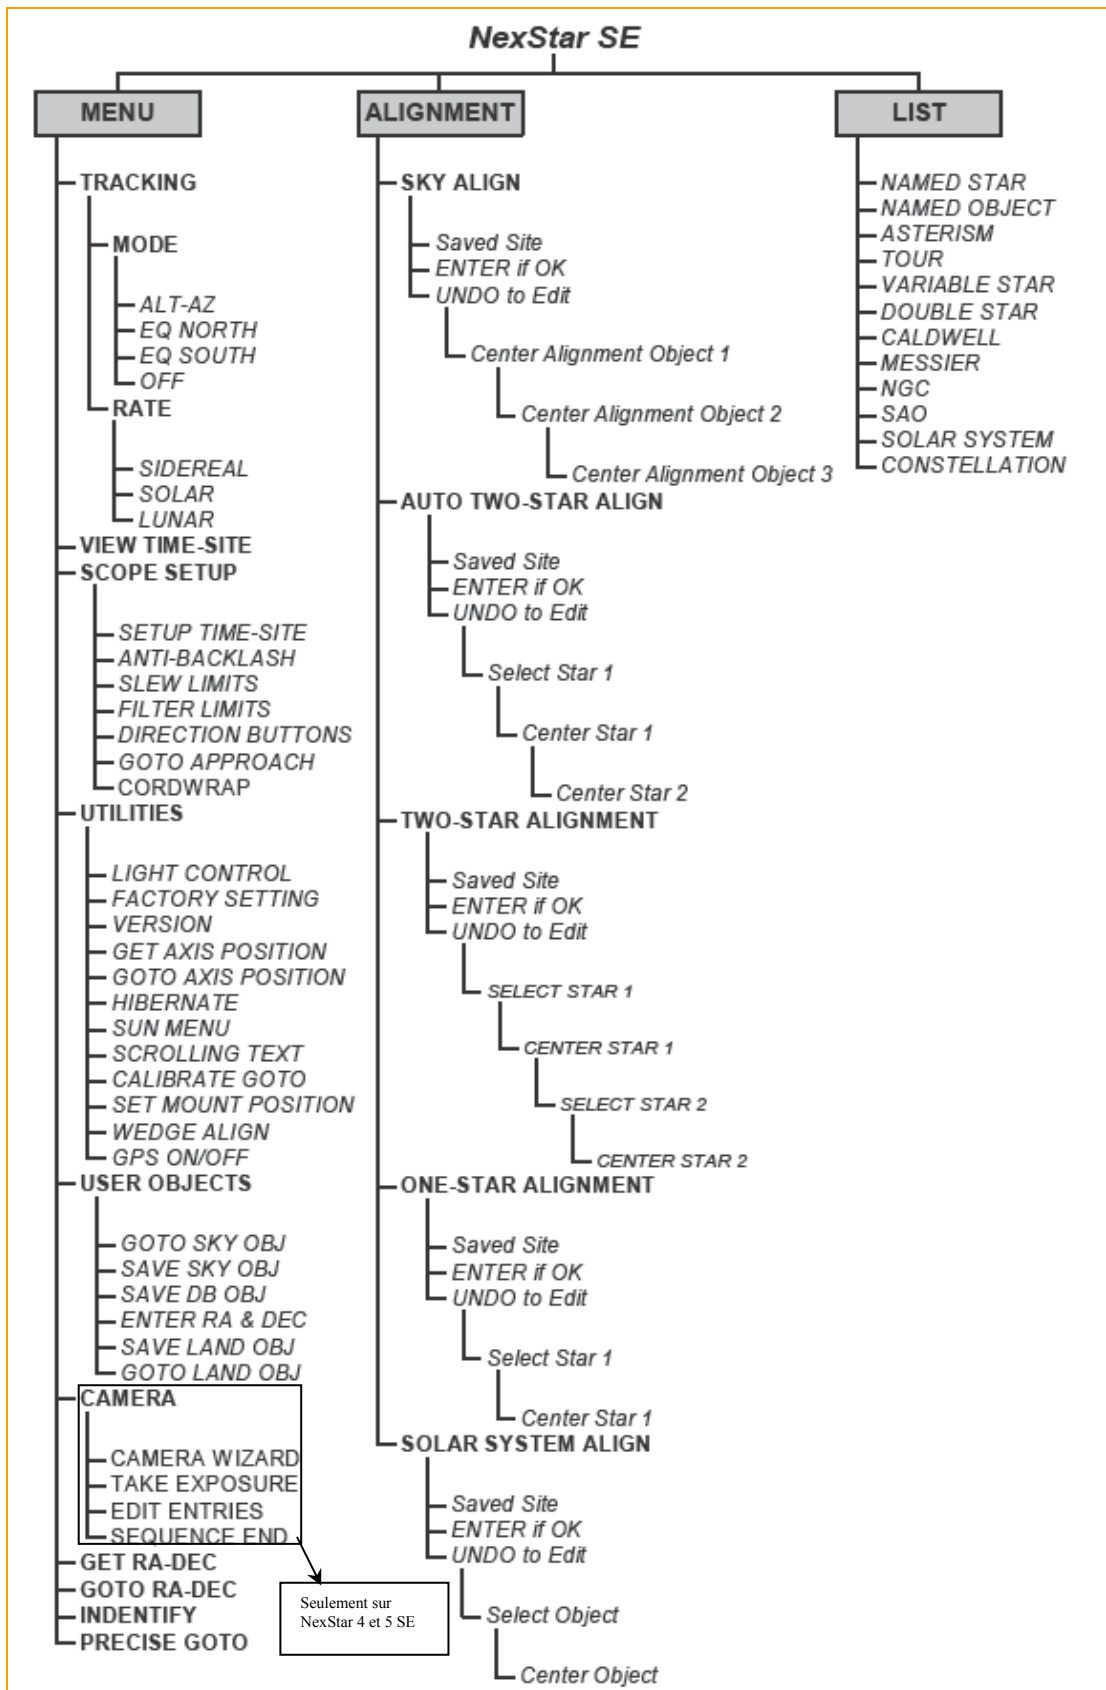 NexStar SE
MENU
TRACKING
MODE
ALT-AZ
EQ NORTH
EQ SOUTH
OFF
RATE
SIDEREAL
SOLAR
LUNAR
VIEW TIME-SITE
SCOPE SETUP
SETUP TIME-SITE
ANTI-BACKLASH
SLEW LIMITS
FILTER LIMITS
DIRECTION BUTTONS
GOTO APPROACH
CORDWRAP
UTILITIES
LIGHT CONTROL
FACTORY SETTING
VERSION
GET AXIS POSITION
GOTO AXIS POSITION
HIBERNATE
SUN MENU
SCROLLING TEXT
CALIBRATE GOTO
SET MOUNT POSITION
WEDGE ALIGN
GPS ON/OFF
USER OBJECTS
GOTO SKY OBJ
SAVE SKY OBJ
SAVE DB OBJ
ENTER RA & DEC
SAVE LAND OBJ
GOTO LAND OBJ
CAMERA
CAMERA WIZARD
TAKE EXPOSURE
EDIT ENTRIES
SEQUENCE END
Seulement sur
NexStar 4 et 5 SE
GET RA-DEC
GOTO RA-DEC
INDENTIFY
PRECISE GOTO
ALIGNMENT
SKY ALIGN
Saved Site
ENTER if OK
UNDO to Edit
Center Alignment Object 1
Center Alignment Object 2
Center Alignment Object 3
AUTO TWO-STAR ALIGN
Saved Site
ENTER if OK
UNDO to Edit
Select Star 1
Center Star 1
Center Star 2
TWO-STAR ALIGNMENT
Saved Site
ENTER if OK
UNDO to Edit
SELECT STAR 1
CENTER STAR 1
SELECT STAR 2
CENTER STAR 2
ONE-STAR ALIGNMENT
Saved Site
ENTER if OK
UNDO to Edit
Select Star 1
Center Star 1
SOLAR SYSTEM ALIGN
Saved Site
ENTER if OK
UNDO to Edit
Select Object
Center Object
LIST
NAMED STAR
NAMED OBJECT
ASTERISM
TOUR
VARIABLE STAR
DOUBLE STAR
CALDWELL
MESSIER
NGC
SAO
SOLAR SYSTEM
CONSTELLATION